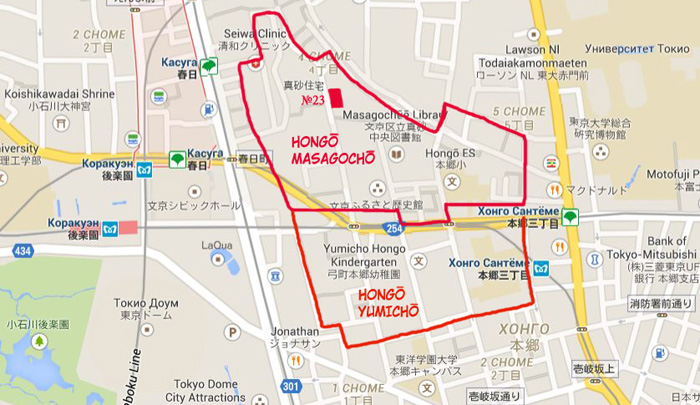 2 CHOME
2丁目
Seiwa Clinic
清和クリニック
4 CHOME
4丁目
Lawson Nl
Todaiakamonmaeten
ローソン NL 東大赤門前
Университет Токио
Касуга
春日
Koishikawadai Shrine
小石川大神宮
真砂住宅
№23
Masagochō Library
文京区立真砂
中央図書館
5 CHOME
5丁目
東京大学総合
研究博物館
HONGŌ
MASAGOCHŌ
Hongō ES
本郷小
Касуга
春日
春日町
Коракуэн
後楽園
理工学部
マクドナルド
Motofuji Po
文京シビックホール
文京ふるさと歴史館
Хонго Сантёме
本郷三丁目
Коракуэн
後楽園
254
434
LaQua
Yumicho Hongo
Kindergarten
弓町本郷幼稚園
Хонго Сантёме
本郷三丁目
Bank of
Tokyo-Mitsubishi
(株)三菱東京UF
銀行 本郷支店
HONGŌ
YUMICHŌ
消防署前通り
Токио Доум
東京ドーム
小石川後楽園
Jonathan
ジョナサン
ХОНГО
本郷
東洋学園大学
本郷キャンパス
2 CHOME
2丁目
壱岐坂上
Tokyo Dome
City Attractions
301
1 CHOME
1丁目
壱岐坂通り
サカナヤ